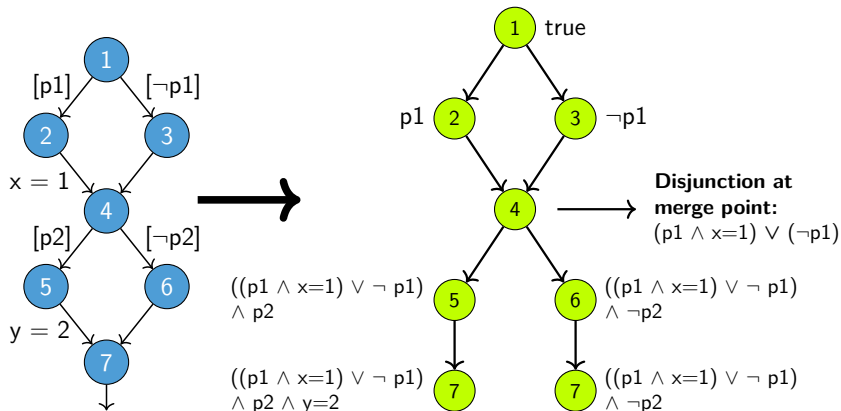 1
[p1]
[¬p1]
2
3
x = 1
4
[p2]
[¬p2]
5
6
y = 2
7
1
true
p1
2
3
¬p1
4
Disjunction at
merge point:
(p1 ∧ x=1) ∨ (¬p1)
((p1 ∧ x=1) ∨ ¬ p1)
∧ p2
5
6
((p1 ∧ x=1) ∨ ¬ p1)
∧ ¬p2
((p1 ∧ x=1) ∨ ¬ p1)
∧ p2 ∧ y=2
7
7
((p1 ∧ x=1) ∨ ¬ p1)
∧ ¬p2